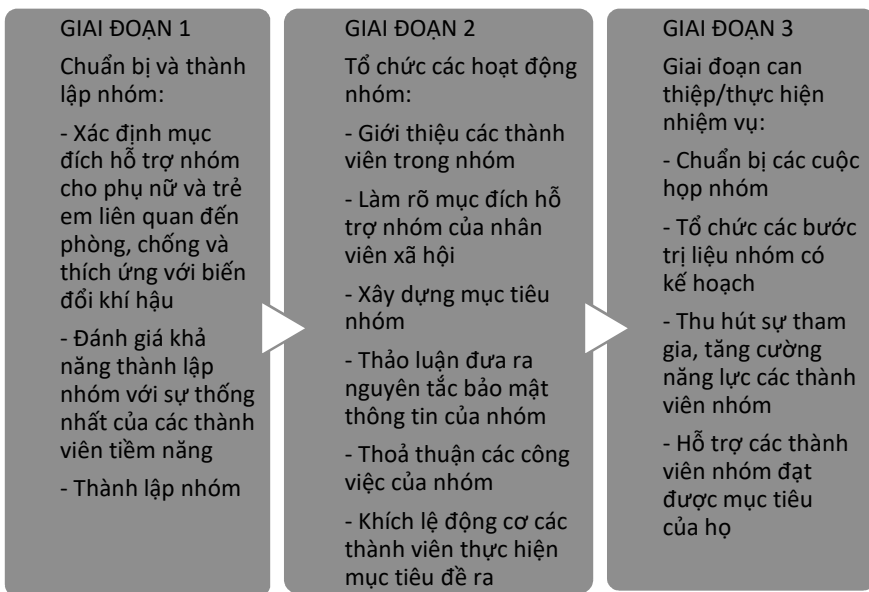 GIAI ĐOẠN 1
Chuẩn bị và thành
lập nhóm:
- Xác định mục
đích hỗ trợ nhóm
cho phụ nữ và trẻ
em liên quan đến
phòng, chống và
thích ứng với biến
đổi khí hậu
- Đánh giá khả
năng thành lập
nhóm với sự thống
nhất của các thành
viên tiềm năng
- Thành lập nhóm
GIAI ĐOẠN 2
Tổ chức các hoạt động
nhóm:
- Giới thiệu các thành
viên trong nhóm
- Làm rõ mục đích hỗ
trợ nhóm của nhân
viên xã hội
- Xây dựng mục tiêu
nhóm
- Thảo luận đưa ra
nguyên tắc bảo mật
thông tin của nhóm
- Thoả thuận các công
việc của nhóm
- Khích lệ động cơ các
thành viên thực hiện
mục tiêu đề ra
GIAI ĐOẠN 3
Giai đoạn can
thiệp/thực hiện
nhiệm vụ:
- Chuẩn bị các cuộc
họp nhóm
- Tổ chức các bước
trị liệu nhóm có
kế hoạch
- Thu hút sự tham
gia, tăng cường
năng lực các thành
viên nhóm
- Hỗ trợ các thành
viên nhóm đạt
được mục tiêu
của họ